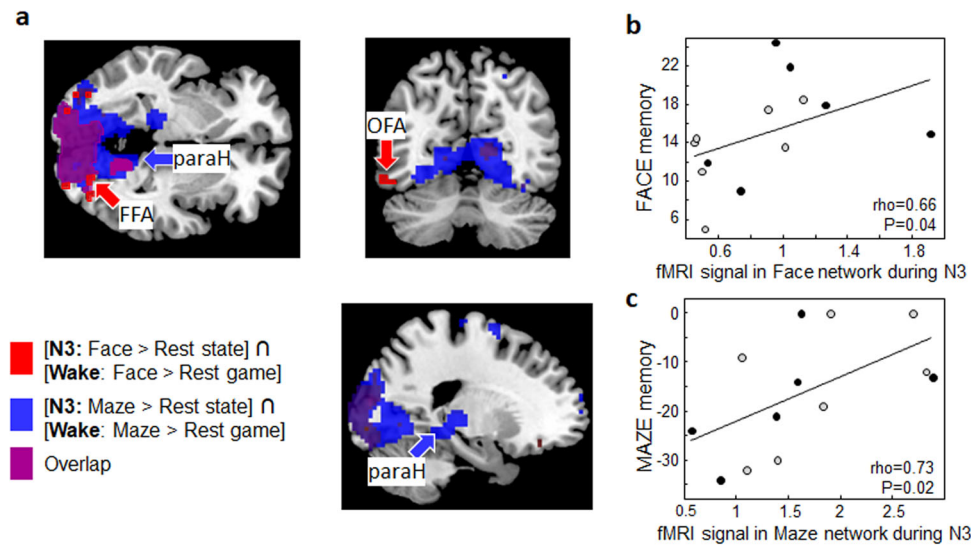 a
OFA
paraH
FFA
paraH
[N3: Face > Rest state] ∩
[Wake: Face > Rest game]
[N3: Maze > Rest state] ∩
[Wake: Maze > Rest game]
Overlap
b
FACE memory
22
18
14
12
10
6
rho=0.66
P=0.04
0.6
1
1.4
1.8
fMRI signal in Face network during N3
c
MAZE memory
0
-10
-20
-30
rho=0.73
P=0.02
0.5
1
1.5
2
2.5
fMRI signal in Maze network during N3